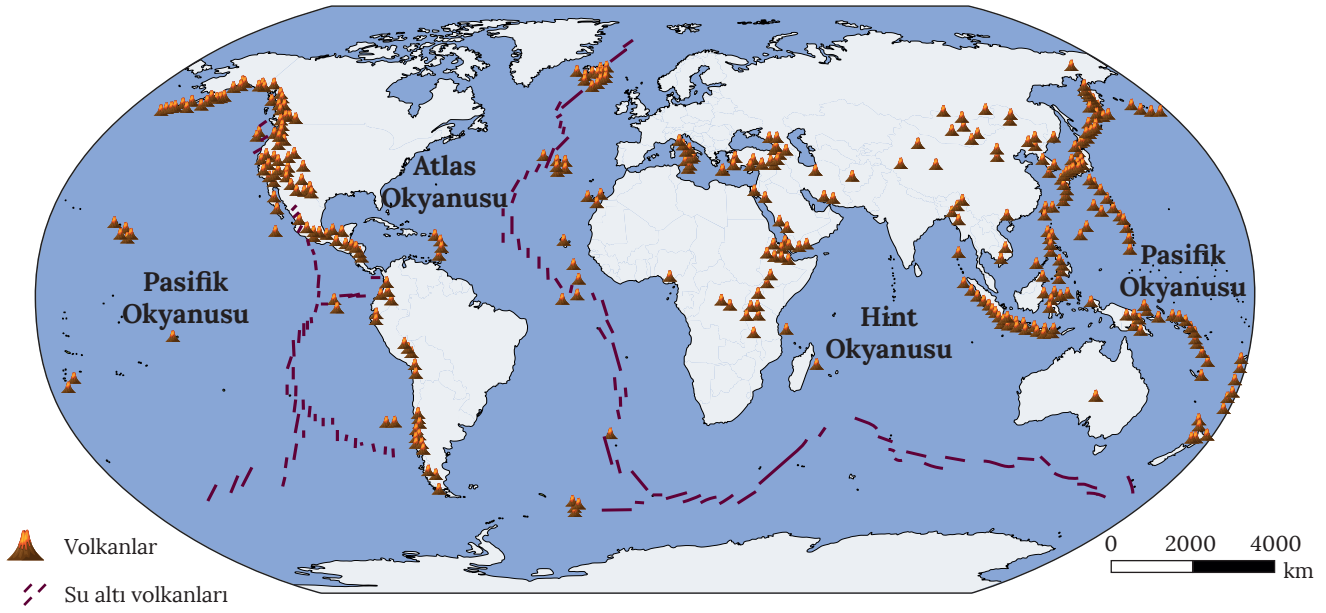 Atlas
Okyanusu
Pasifik
Okyanusu
Pasifik
Okyanusu
Hint
Okyanusu
Volkanlar
Su altı volkanları
0 2000 4000
km